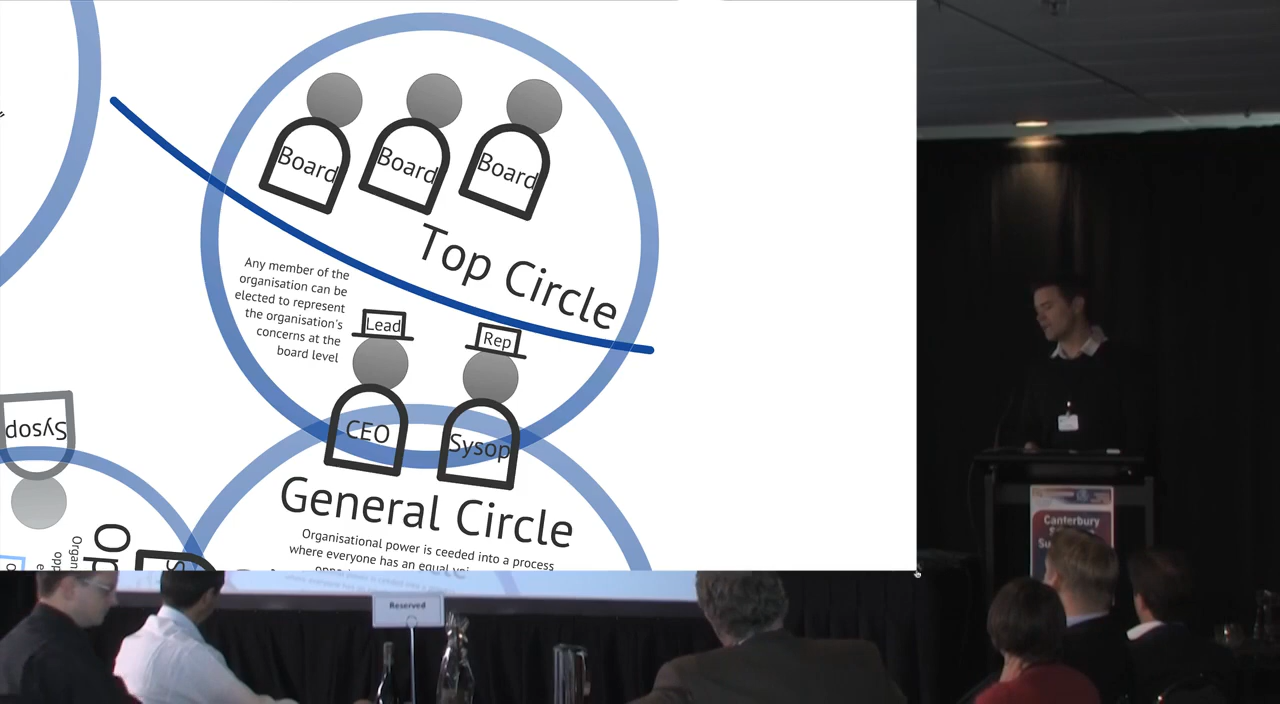 Board
Board
Board
Top Circle
Any member of the
organisation can be
elected to represent
the organisation's
concerns at the
board level
Lead
Rep
CEO
Sysop
Sysop
General Circle
Organisational power is ceeded into a process
where everyone has an equal
Reserved
Canterbury